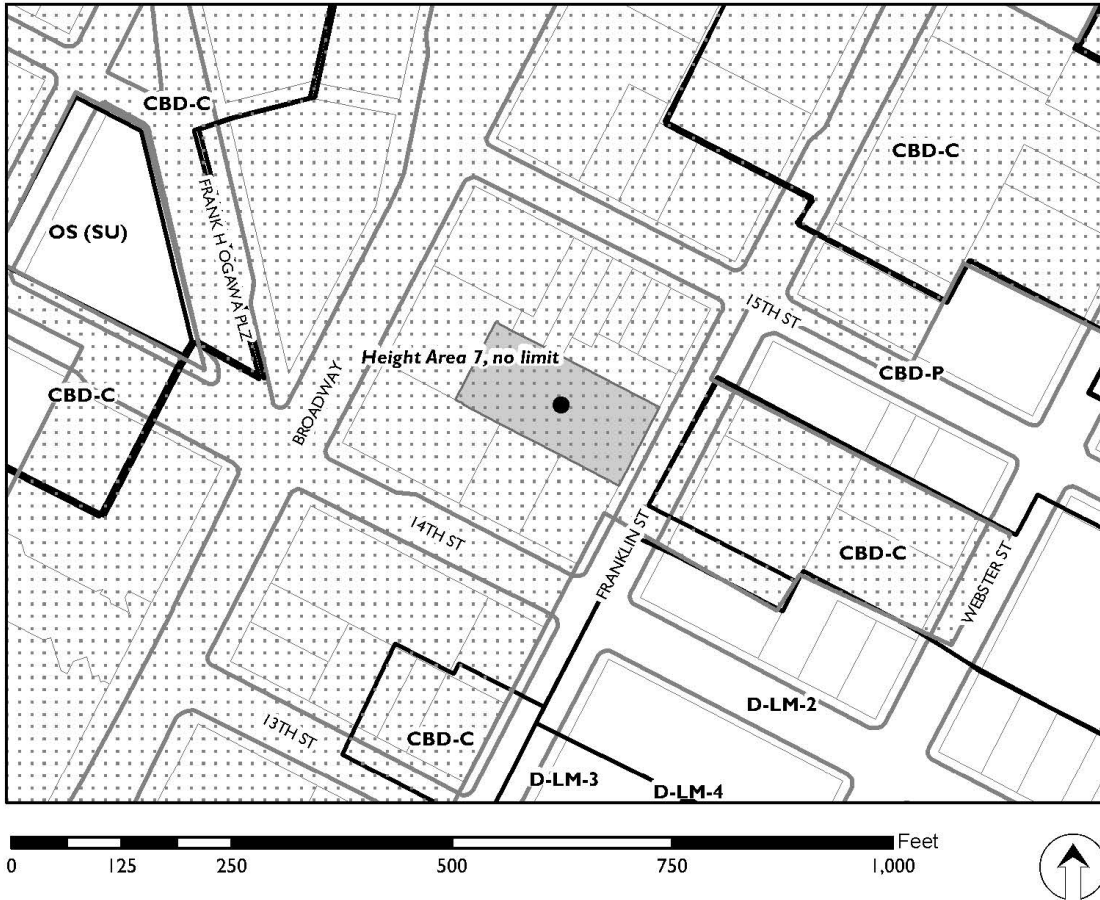 CBD-C
CBD-C
OS (SU)
FRANK H OGAWA PLZ
15TH ST
Height Area 7, no limit
CBD-P
CBD-C
BROADWAY
14TH ST
FRANKLIN ST
CBD-C
WEBSTER ST
D-LM-2
13TH ST
CBD-C
D-LM-3
D-LM-4
Feet
0 125 250 500 750 1,000